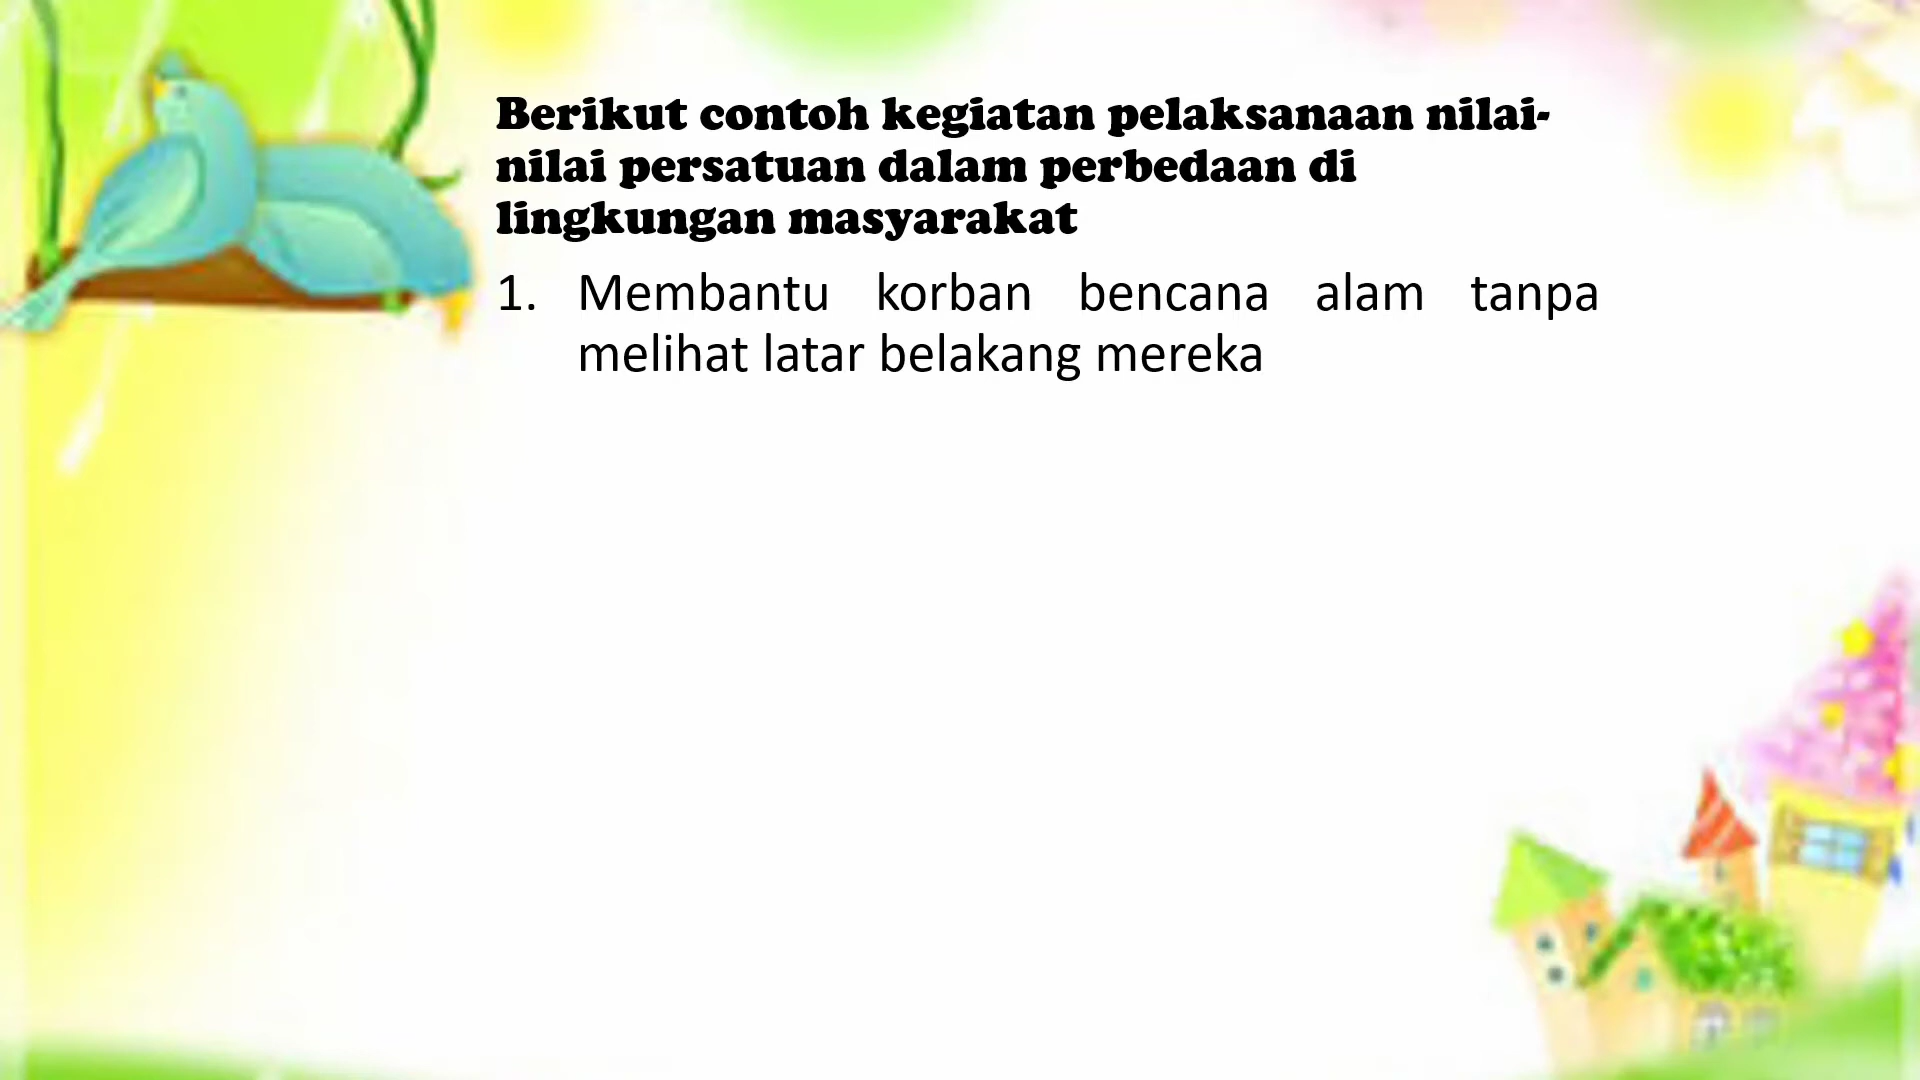 Berikut contoh kegiatan pelaksanaan nilai-
nilai persatuan dalam perbedaan di
lingkungan masyarakat
1. Membantu korban bencana alam tanpa
melihat latar belakang mereka